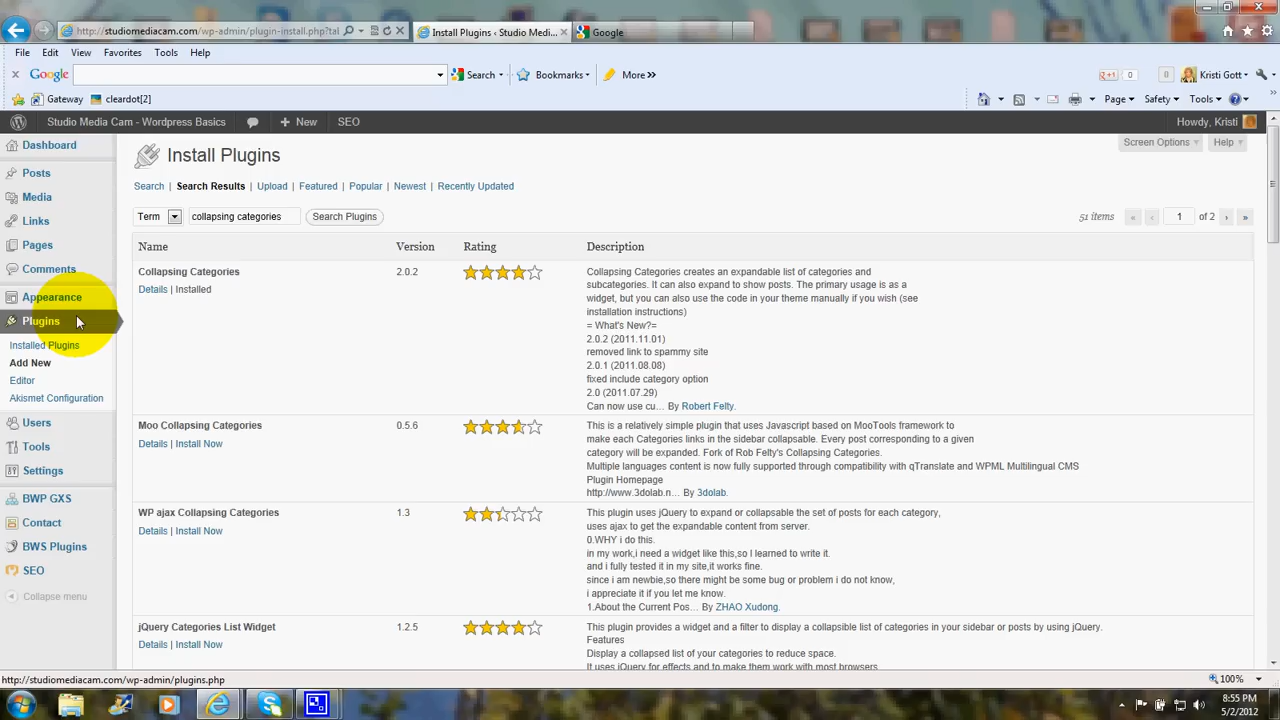 http://studiomediacam.com/wp-admin/plugin-install.php?tal
Install Plugins ‹ Studio Medi...
Google
File Edit View Favorites Tools Help
Google Search Bookmarks More »
+1 0 Kristi Gott
Gateway cleardot[2]
Page Safety Tools
Studio Media Cam - Wordpress Basics + New SEO Howdy, Kristi
Dashboard
Posts
Media
Links
Pages
Comments
Appearance
Plugins
Installed Plugins
Add New
Editor
Akismet Configuration
Users
Tools
Settings
BWP GXS
Contact
BWS Plugins
SEO
Collapse menu
Install Plugins
Screen Options Help
Search | Search Results | Upload | Featured | Popular | Newest | Recently Updated
Term collapsing categories Search Plugins 51 items « ‹ 1 of 2 › »
Name Version Rating Description
Collapsing Categories 2.0.2
Details | Installed
Collapsing Categories creates an expandable list of categories and
subcategories. It can also expand to show posts. The primary usage is as a
widget, but you can also use the code in your theme manually if you wish (see
installation instructions)
= What's New?=
2.0.2 (2011.11.01)
removed link to spammy site
2.0.1 (2011.08.08)
fixed include category option
2.0 (2011.07.29)
Can now use cu... By Robert Felty.
Moo Collapsing Categories 0.5.6
Details | Install Now
This is a relatively simple plugin that uses Javascript based on MooTools framework to
make each Categories links in the sidebar collapsable. Every post corresponding to a given
category will be expanded. Fork of Rob Felty's Collapsing Categories.
Multiple languages content is now fully supported through compatibility with qTranslate and WPML Multilingual CMS
Plugin Homepage
http://www.3dolab.n... By 3dolab.
WP ajax Collapsing Categories 1.3
Details | Install Now
This plugin uses jQuery to expand or collapsable the set of posts for each category,
uses ajax to get the expandable content from server.
0.WHY i do this.
in my work,i need a widget like this,so I learned to write it.
and i fully tested it in my site,it works fine.
since i am newbie,so there might be some bug or problem i do not know,
i appreciate it if you let me know.
1.About the Current Pos... By ZHAO Xudong.
jQuery Categories List Widget 1.2.5
Details | Install Now
This plugin provides a widget and a filter to display a collapsible list of categories in your sidebar or posts by using jQuery.
Features
Display a collapsed list of your categories to reduce space.
It uses jQuery for effects and to make them work with most browsers
http://studiomediacam.com/wp-admin/plugins.php
100%
8:55 PM
5/2/2012